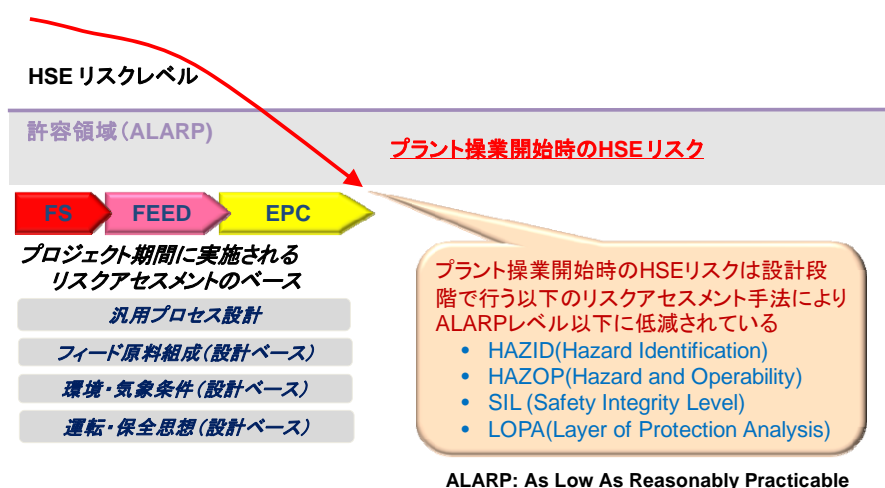 HSE リスクレベル
許容領域（ALARP)
プラント操業開始時のHSEリスク
FS FEED EPC
プロジェクト期間に実施される
リスクアセスメントのベース
汎用プロセス設計
フィード原料組成（設計ベース）
環境・気象条件（設計ベース）
運転・保全思想（設計ベース）
プラント操業開始時のHSEリスクは設計段
階で行う以下のリスクアセスメント手法により
ALARPレベル以下に低減されている
• HAZID(Hazard Identification)
• HAZOP(Hazard and Operability)
• SIL (Safety Integrity Level)
• LOPA(Layer of Protection Analysis)
ALARP: As Low As Reasonably Practicable